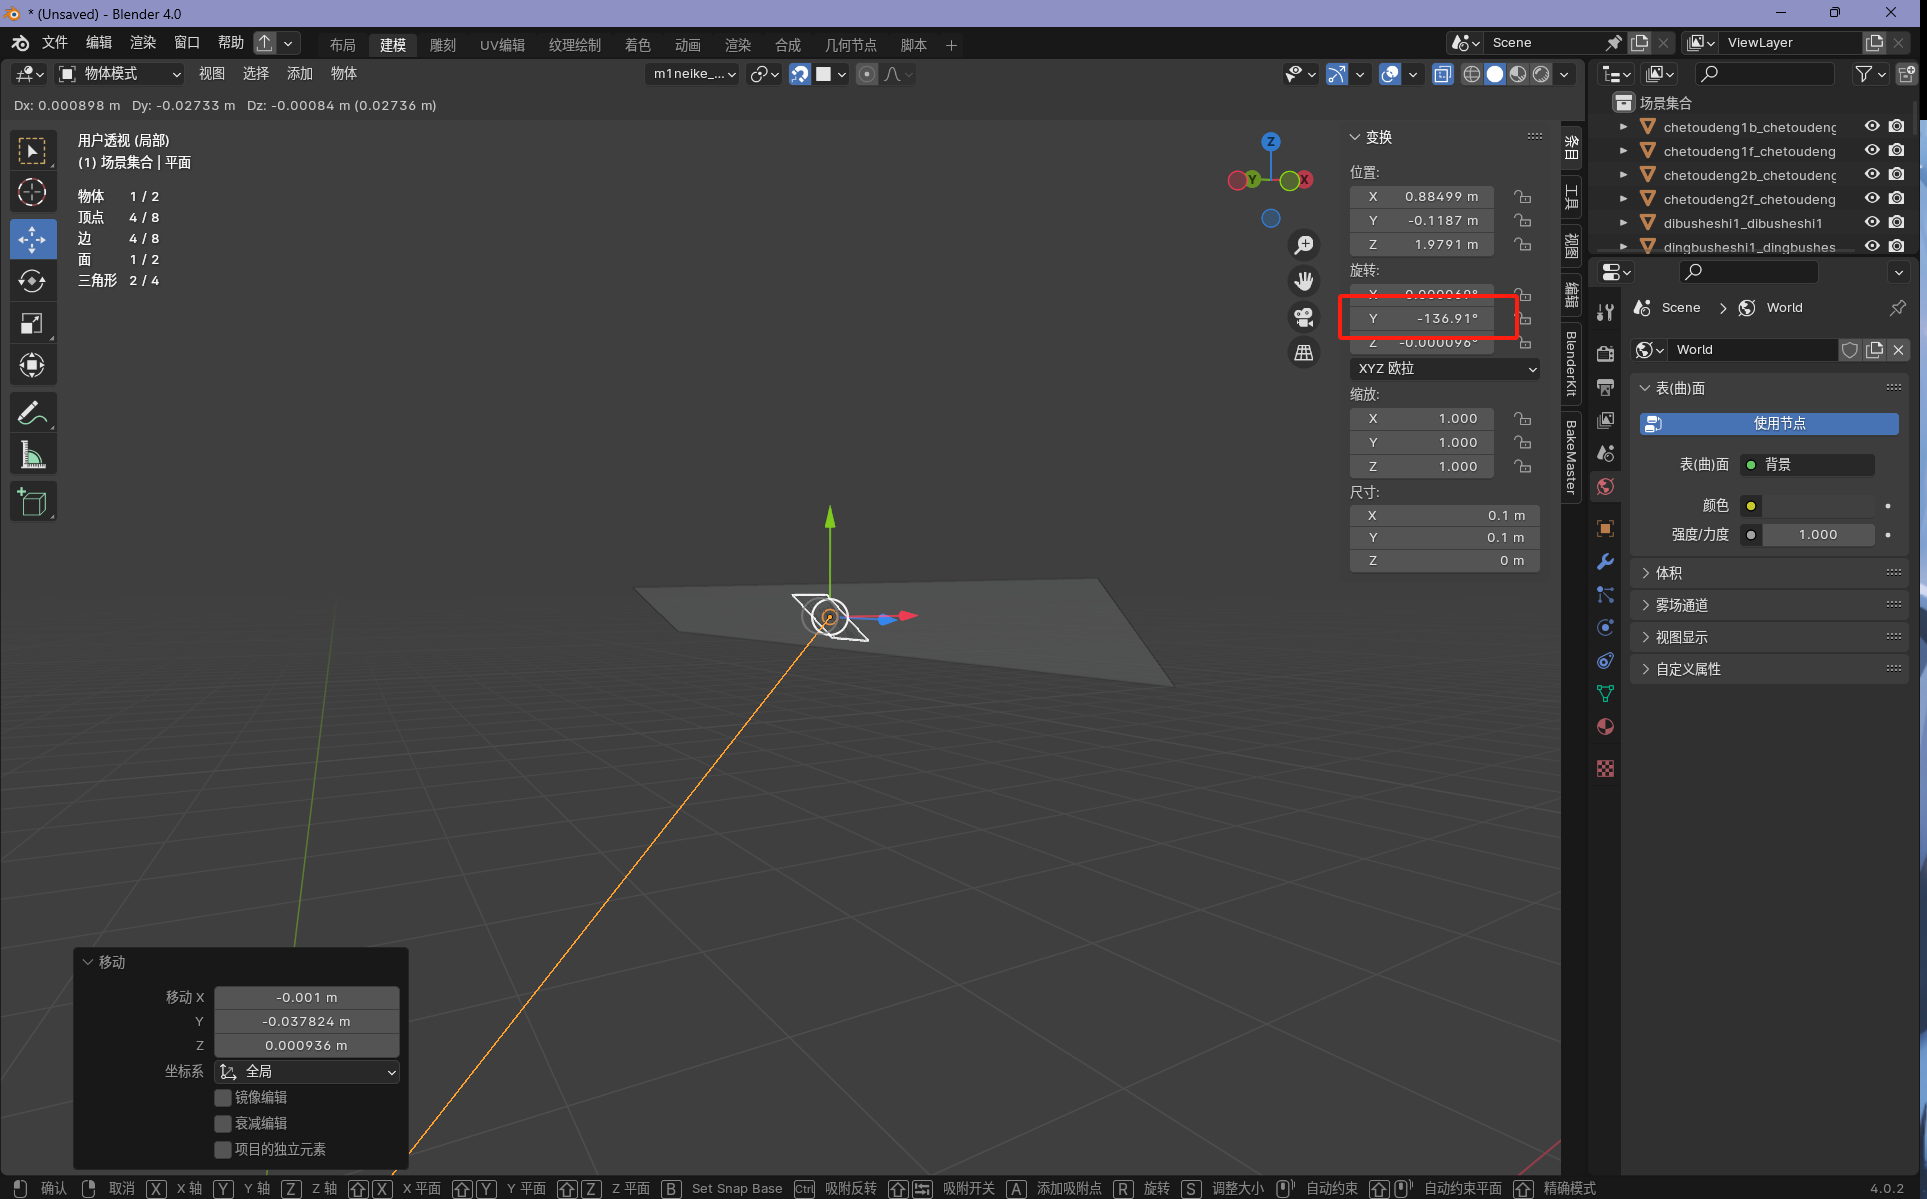 * (Unsaved) - Blender 4.0
文件 编辑 渲染 窗口 帮助 布局 建模 雕刻 UV编辑 纹理绘制 着色 动画 渲染 合成 几何节点 脚本 + Scene ViewLayer
物体模式 视图 选择 添加 物体 m1neike_...
Dx: 0.000898 m Dy: -0.02733 m Dz: -0.00084 m (0.02736 m)
用户透视 (局部)
(1) 场景集合 | 平面
物体 1 / 2
顶点 4 / 8
边 4 / 8
面 1 / 2
三角形 2 / 4
Z
Y
X
变换
位置:
X 0.88499 m
Y -0.1187 m
Z 1.9791 m
旋转:
X 0.000069°
Y -136.91°
Z -0.000096°
XYZ 欧拉
缩放:
X 1.000
Y 1.000
Z 1.000
尺寸:
X 0.1 m
Y 0.1 m
Z 0 m
条目
工具
视图
编辑
BlenderKit
BakeMaster
场景集合
chetoudeng1b_chetoudeng
chetoudeng1f_chetoudeng
chetoudeng2b_chetoudeng
chetoudeng2f_chetoudeng
dibusheshi1_dibusheshi1
dingbusheshi1_dingbushes
Scene World
World
表(曲)面
使用节点
表(曲)面 背景
颜色
强度/力度 1.000
体积
雾场通道
视图显示
自定义属性
移动
移动 X -0.001 m
Y -0.037824 m
Z 0.000936 m
坐标系 全局
镜像编辑
衰减编辑
项目的独立元素
确认 取消 X X 轴 Y Y 轴 Z Z 轴 X X 平面 Y Y 平面 Z Z 平面 B Set Snap Base Ctrl 吸附反转 吸附开关 A 添加吸附点 R 旋转 S 调整大小 自动约束 自动约束平面 精确模式 4.0.2